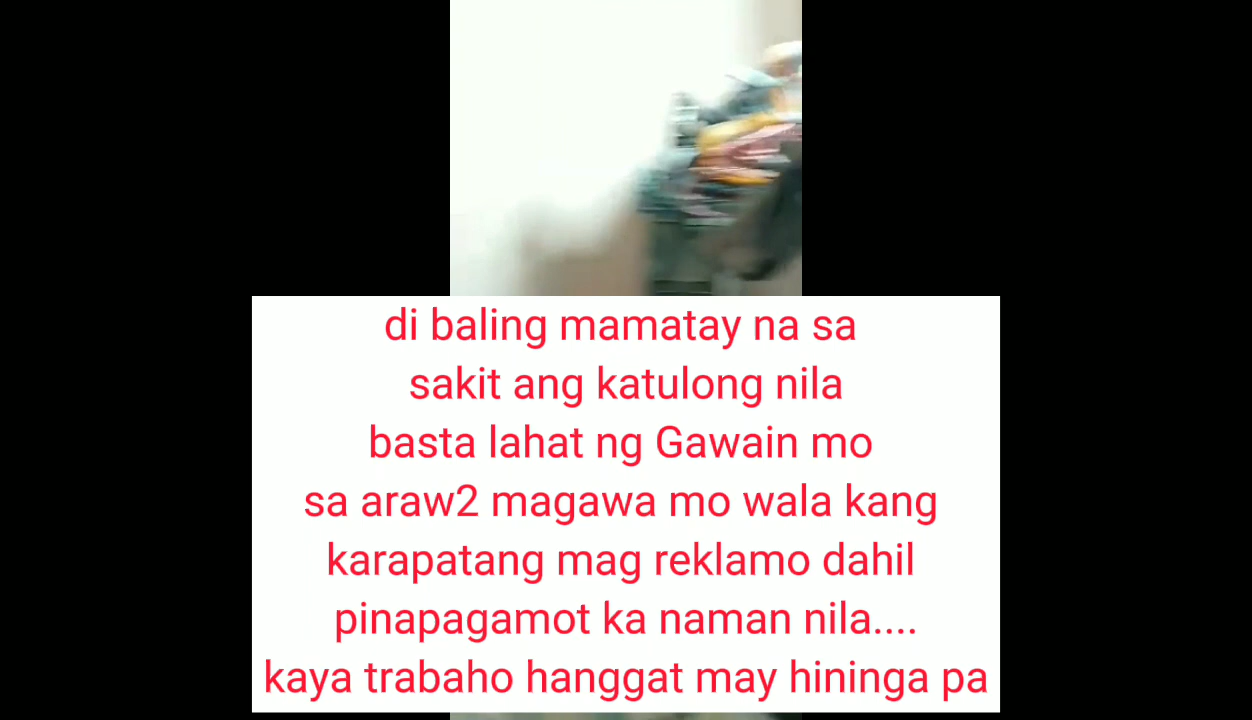 di baling mamatay na sa
sakit ang katulong nila
basta lahat ng Gawain mo
sa araw2 magawa mo wala kang
karapatang mag reklamo dahil
pinapagamot ka naman nila....
kaya trabaho hanggat may hininga pa